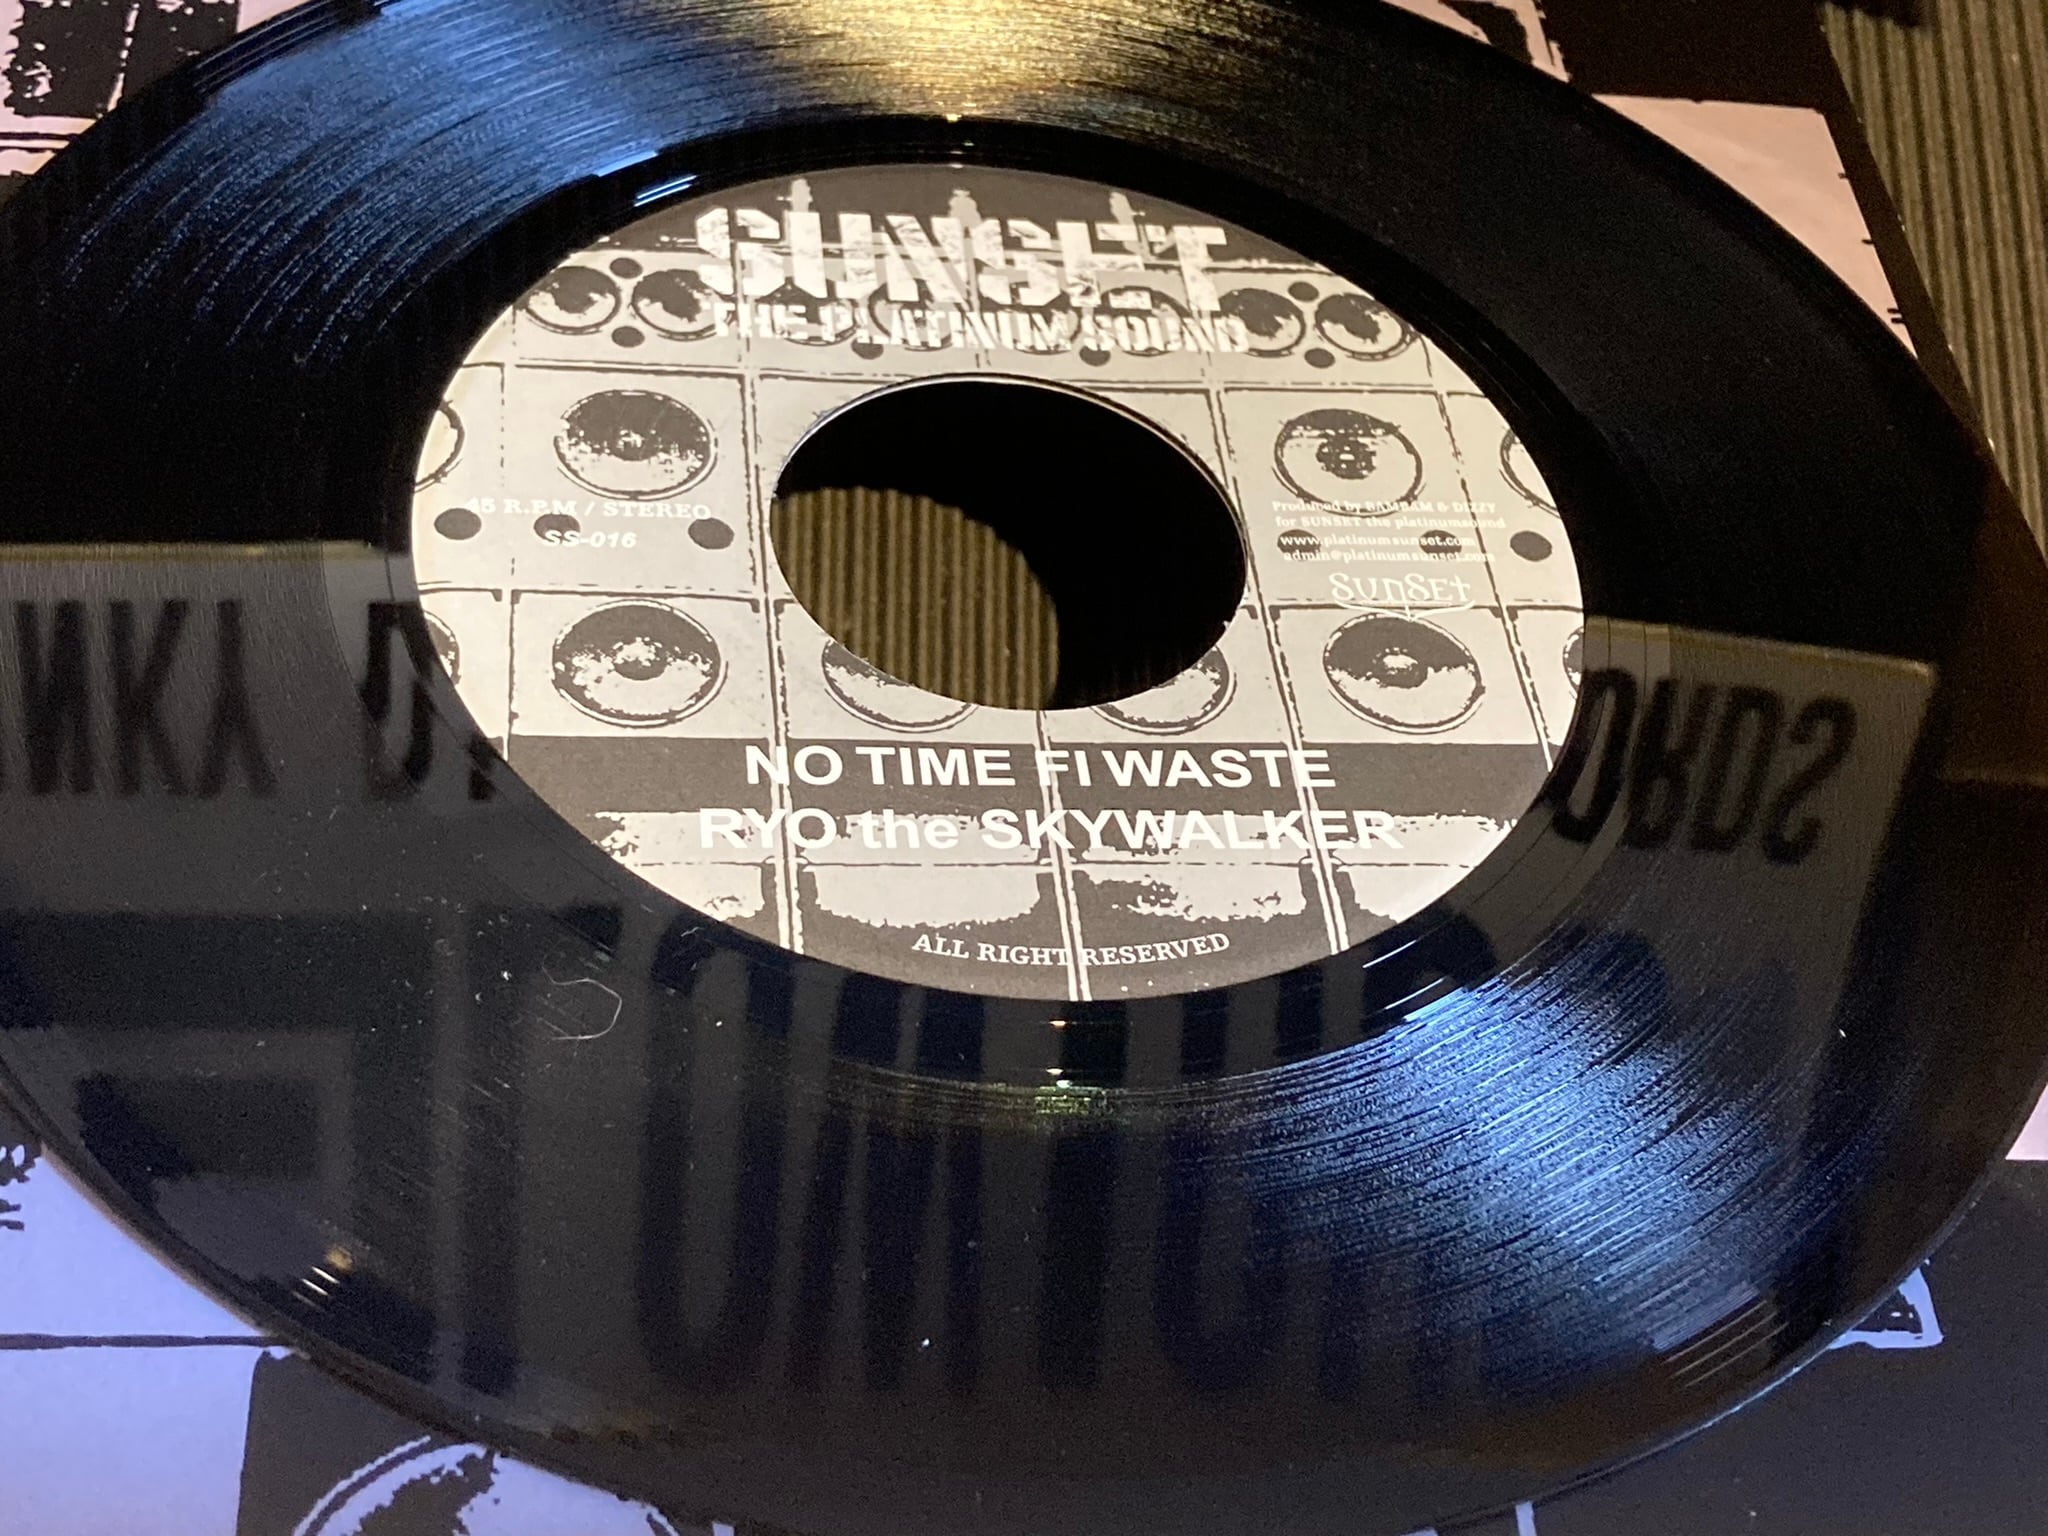 SUNSET
THE PLATINUM SOUND
45 R.P.M / STEREO
SS-016
Produced by BAMBAM & DIZZY
for SUNSET the platinumsound
www.platinumsunset.com
admin@platinumsunset.com
SUNSET
NO TIME FI WASTE
RYO the SKYWALKER
ALL RIGHT RESERVED